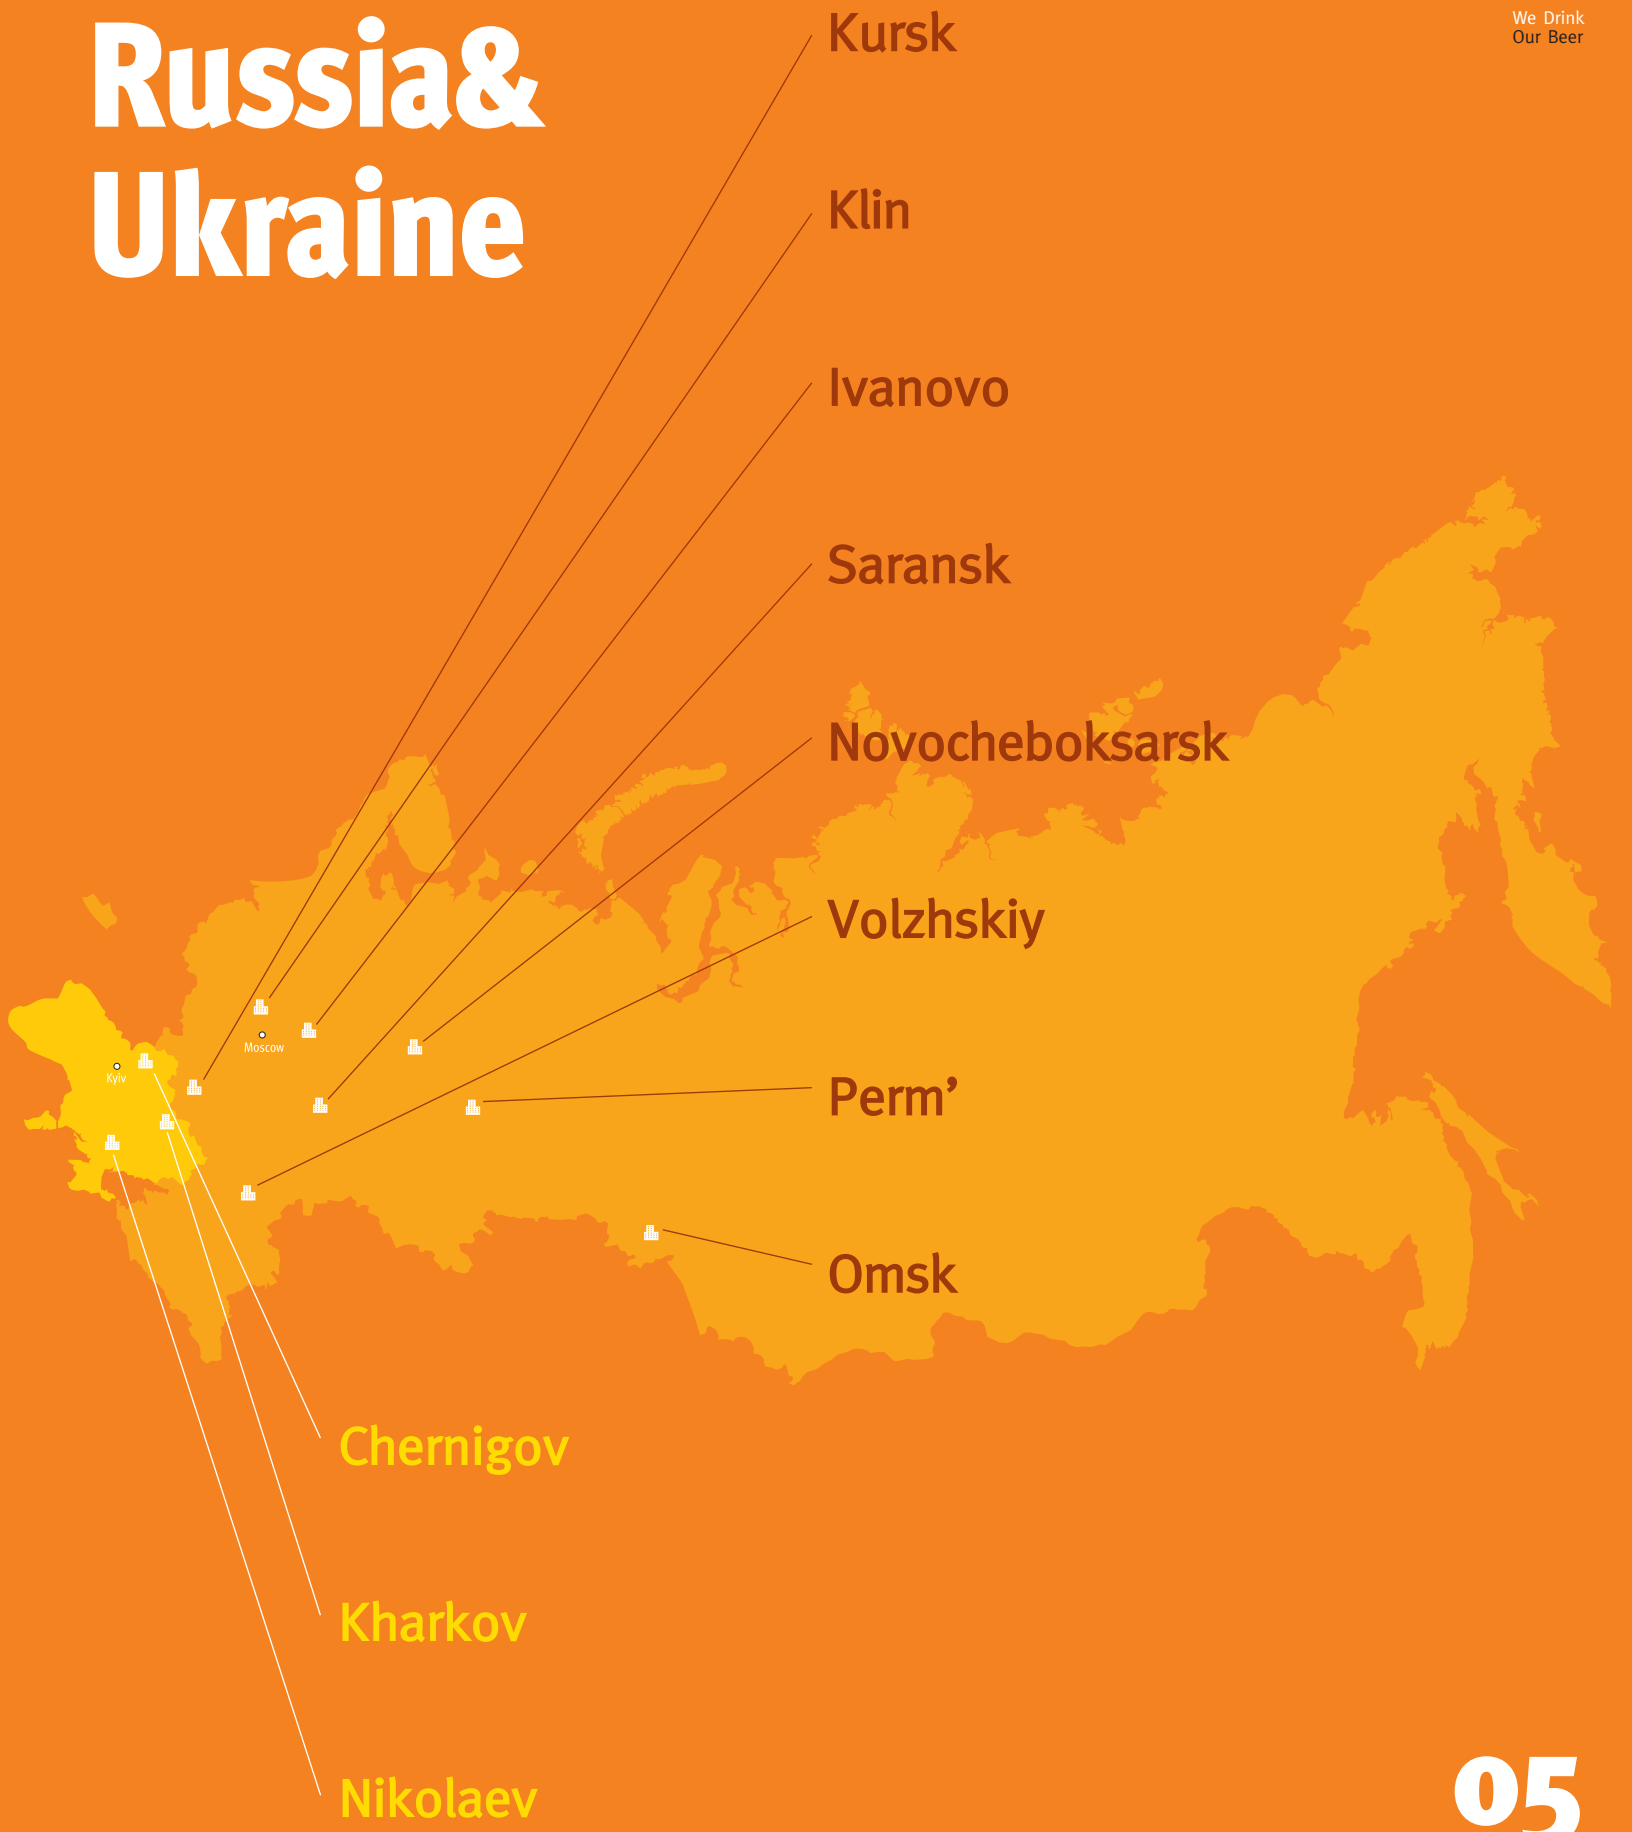 Russia&
Ukraine
We Drink
Our Beer
Kursk
Klin
Ivanovo
Saransk
Novocheboksarsk
Volzhskiy
Perm’
Omsk
Moscow
Kyiv
Chernigov
Kharkov
Nikolaev
05